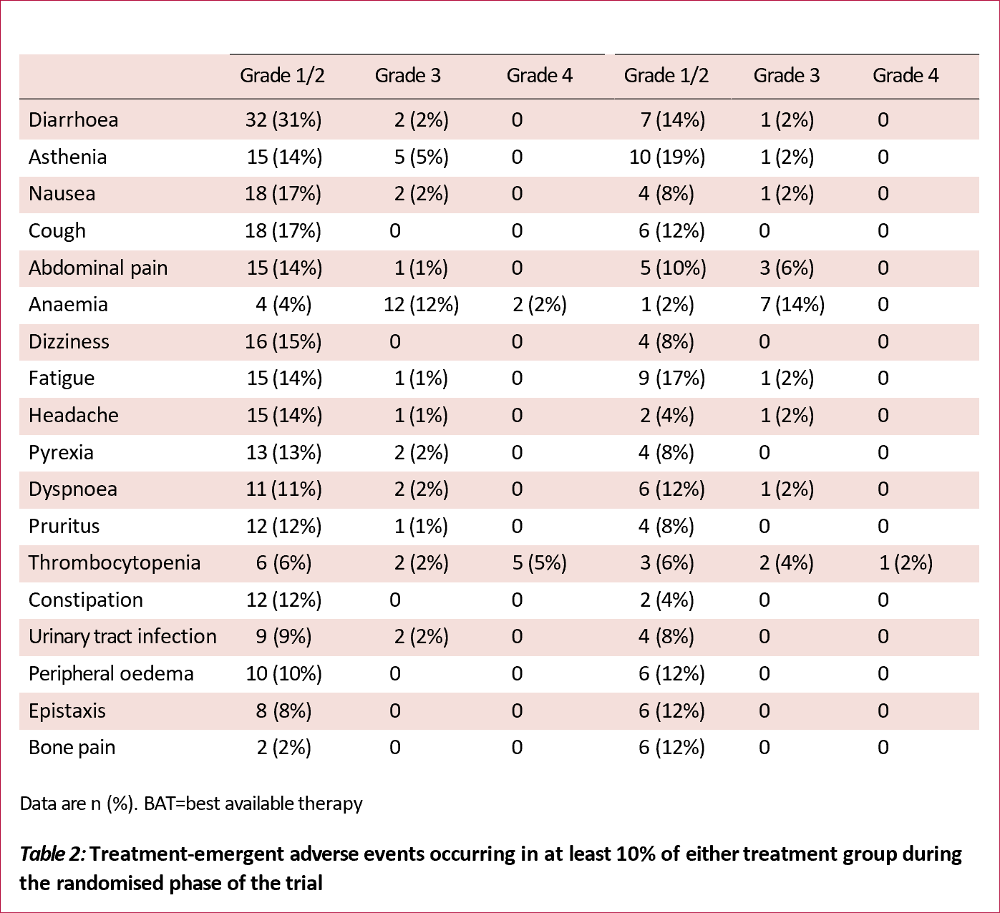 Grade 1/2 Grade 3 Grade 4 Grade 1/2 Grade 3 Grade 4
Diarrhoea 32 (31%) 2 (2%) 0 7 (14%) 1 (2%) 0
Asthenia 15 (14%) 5 (5%) 0 10 (19%) 1 (2%) 0
Nausea 18 (17%) 2 (2%) 0 4 (8%) 1 (2%) 0
Cough 18 (17%) 0 0 6 (12%) 0 0
Abdominal pain 15 (14%) 1 (1%) 0 5 (10%) 3 (6%) 0
Anaemia 4 (4%) 12 (12%) 2 (2%) 1 (2%) 7 (14%) 0
Dizziness 16 (15%) 0 0 4 (8%) 0 0
Fatigue 15 (14%) 1 (1%) 0 9 (17%) 1 (2%) 0
Headache 15 (14%) 1 (1%) 0 2 (4%) 1 (2%) 0
Pyrexia 13 (13%) 2 (2%) 0 4 (8%) 0 0
Dyspnoea 11 (11%) 2 (2%) 0 6 (12%) 1 (2%) 0
Pruritus 12 (12%) 1 (1%) 0 4 (8%) 0 0
Thrombocytopenia 6 (6%) 2 (2%) 5 (5%) 3 (6%) 2 (4%) 1 (2%)
Constipation 12 (12%) 0 0 2 (4%) 0 0
Urinary tract infection 9 (9%) 2 (2%) 0 4 (8%) 0 0
Peripheral oedema 10 (10%) 0 0 6 (12%) 0 0
Epistaxis 8 (8%) 0 0 6 (12%) 0 0
Bone pain 2 (2%) 0 0 6 (12%) 0 0
Data are n (%). BAT=best available therapy
Table 2: Treatment-emergent adverse events occurring in at least 10% of either treatment group during
the randomised phase of the trial